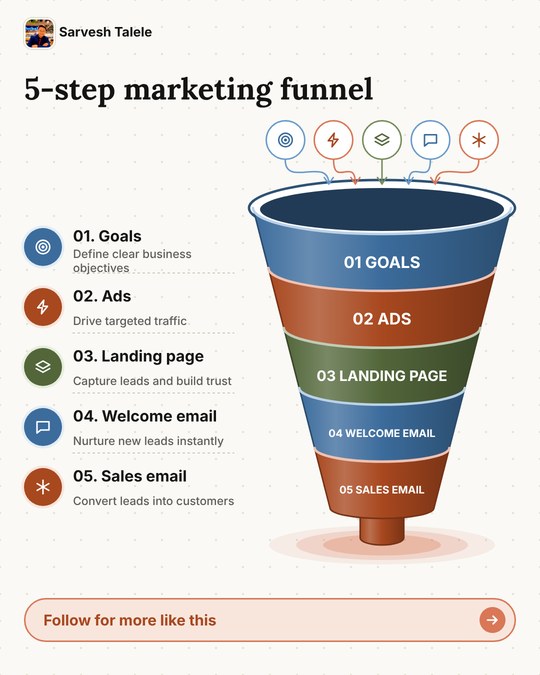 Sarvesh Talele
5-step marketing funnel
01. Goals
Define clear business
objectives
02. Ads
Drive targeted traffic
03. Landing page
Capture leads and build trust
04. Welcome email
Nurture new leads instantly
05. Sales email
Convert leads into customers
01 GOALS
02 ADS
03 LANDING PAGE
04 WELCOME EMAIL
05 SALES EMAIL
Follow for more like this